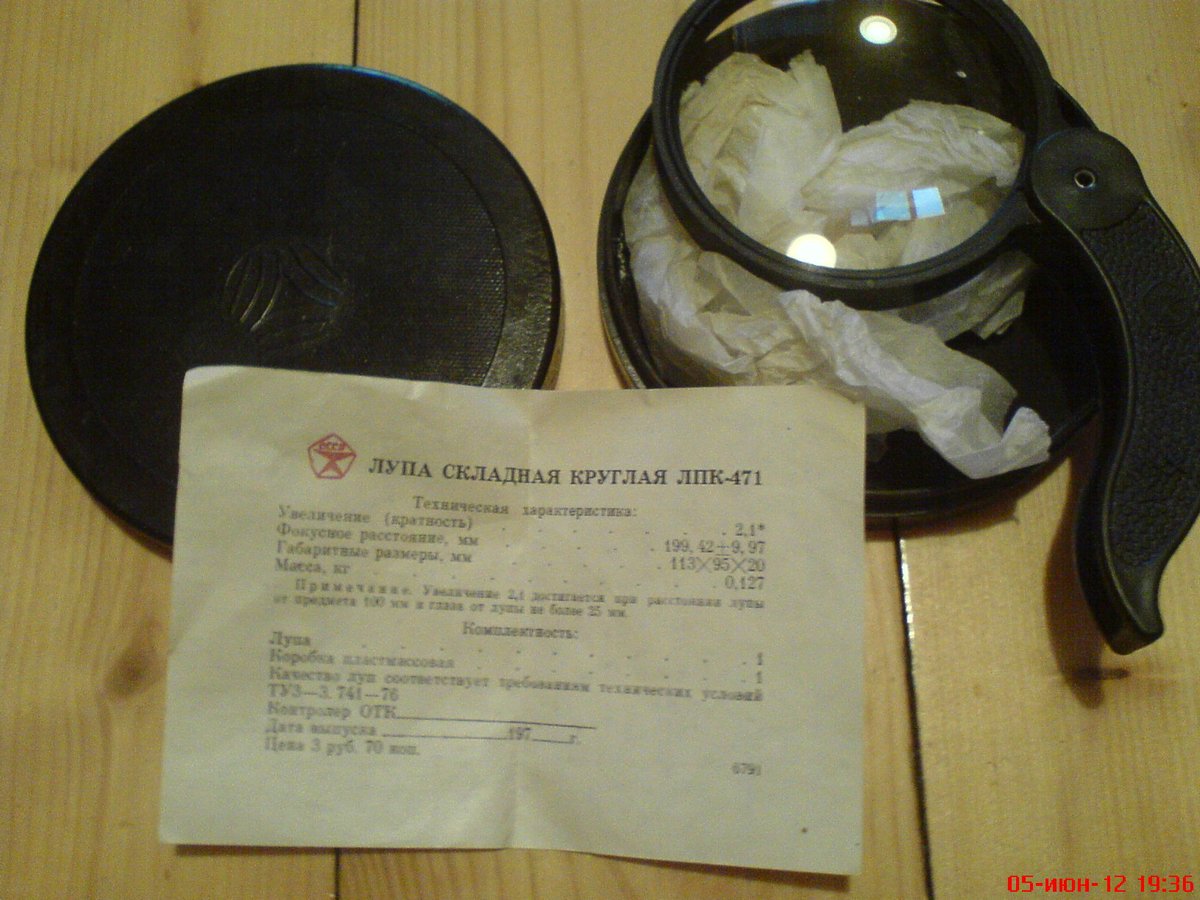 СССР
ЛУПА СКЛАДНАЯ КРУГЛАЯ ЛПК-471
Техническая характеристика:
Увеличение (кратность) . . . . . . 2,1*
Фокусное расстояние, мм . . . . 199,42±9,97
Габаритные размеры, мм . . . . 113×95×20
Масса, кг . . . . . . . . 0,127
Примечание. Увеличение 2,1 достигается при расстоянии лупы
от предмета 100 мм и глаза от лупы не более 25 мм.
Комплектность:
Лупа . . . . . . . . 1
Коробка пластмассовая . . . . . . 1
Качество луп соответствует требованиям технических условий
ТУЗ—3. 741—76
Контролер ОТК
Дата выпуска 197 г.
Цена 3 руб. 70 коп.
6791
05-июн-12 19:36